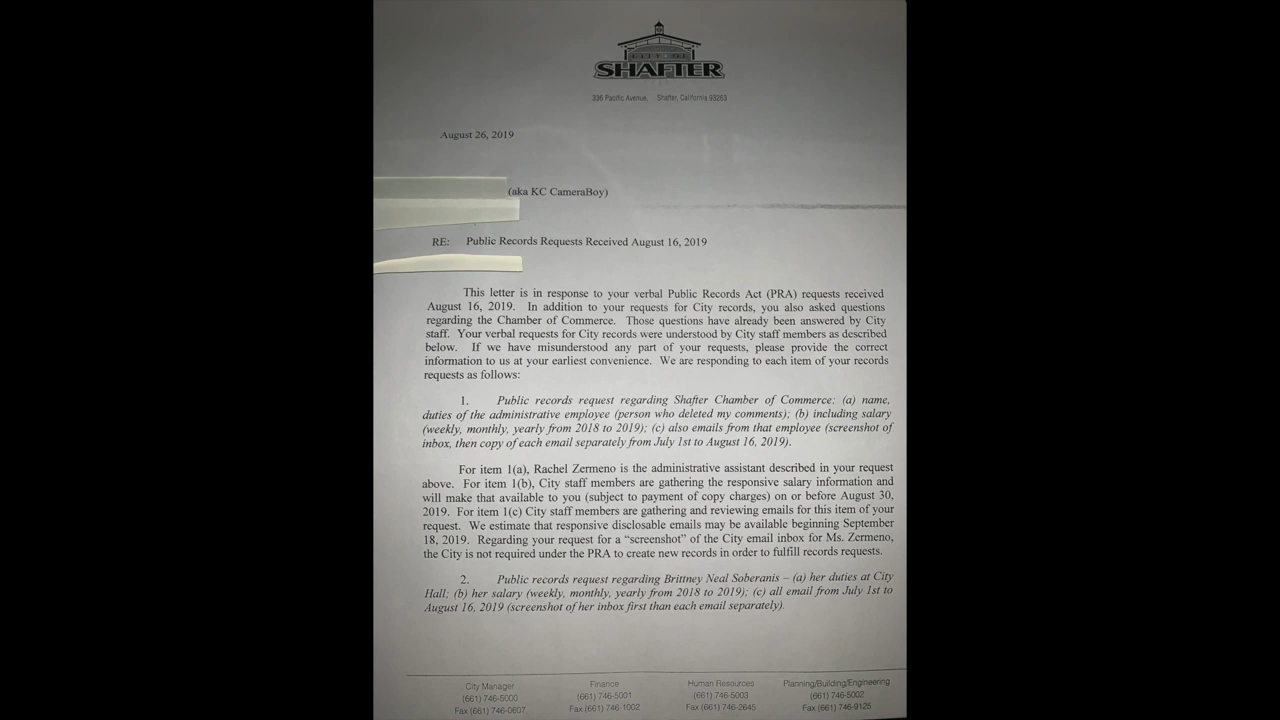 CITY OF
SHAFTER
336 Pacific Avenue, Shafter, California 93263
August 26, 2019
(aka KC CameraBoy)
RE: Public Records Requests Received August 16, 2019
This letter is in response to your verbal Public Records Act (PRA) requests received
August 16, 2019. In addition to your requests for City records, you also asked questions
regarding the Chamber of Commerce. Those questions have already been answered by City
staff. Your verbal requests for City records were understood by City staff members as described
below. If we have misunderstood any part of your requests, please provide the correct
information to us at your earliest convenience. We are responding to each item of your records
requests as follows:
1. Public records request regarding Shafter Chamber of Commerce: (a) name,
duties of the administrative employee (person who deleted my comments); (b) including salary
(weekly, monthly, yearly from 2018 to 2019); (c) also emails from that employee (screenshot of
inbox, then copy of each email separately from July 1st to August 16, 2019).
For item 1(a), Rachel Zermeno is the administrative assistant described in your request
above. For item 1(b), City staff members are gathering the responsive salary information and
will make that available to you (subject to payment of copy charges) on or before August 30,
2019. For item 1(c) City staff members are gathering and reviewing emails for this item of your
request. We estimate that responsive disclosable emails may be available beginning September
18, 2019. Regarding your request for a “screenshot” of the City email inbox for Ms. Zermeno,
the City is not required under the PRA to create new records in order to fulfill records requests.
2. Public records request regarding Brittney Neal Soberanis – (a) her duties at City
Hall; (b) her salary (weekly, monthly, yearly from 2018 to 2019); (c) all email from July 1st to
August 16, 2019 (screenshot of her inbox first than each email separately).
City Manager Finance Human Resources Planning/Building/Engineering
(661) 746-5000 (661) 746-5001 (661) 746-5003 (661) 746-5002
Fax (661) 746-0607 Fax (661) 746-1002 Fax (661) 746-2645 Fax (661) 746-9125